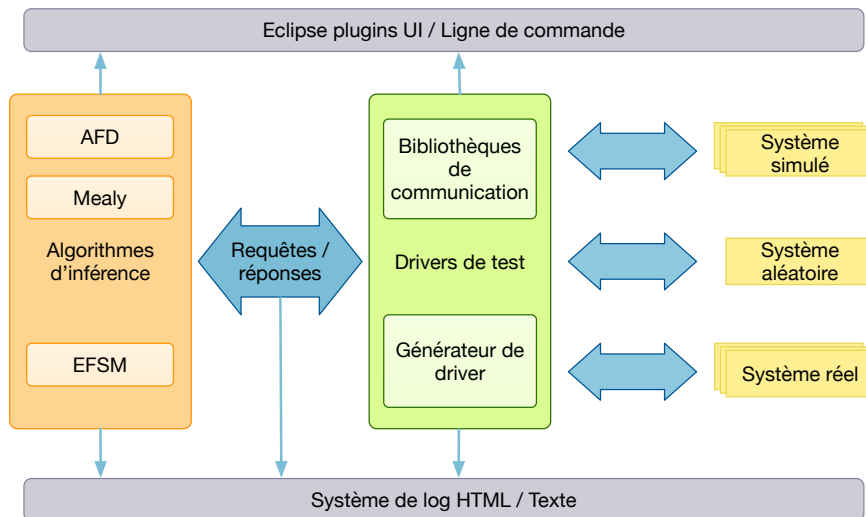 Eclipse plugins UI / Ligne de commande
AFD
Mealy
Algorithmes
d'inférence
EFSM
Requêtes /
réponses
Bibliothèques
de
communication
Drivers de test
Générateur de
driver
Système
simulé
Système
aléatoire
Système réel
Système de log HTML / Texte